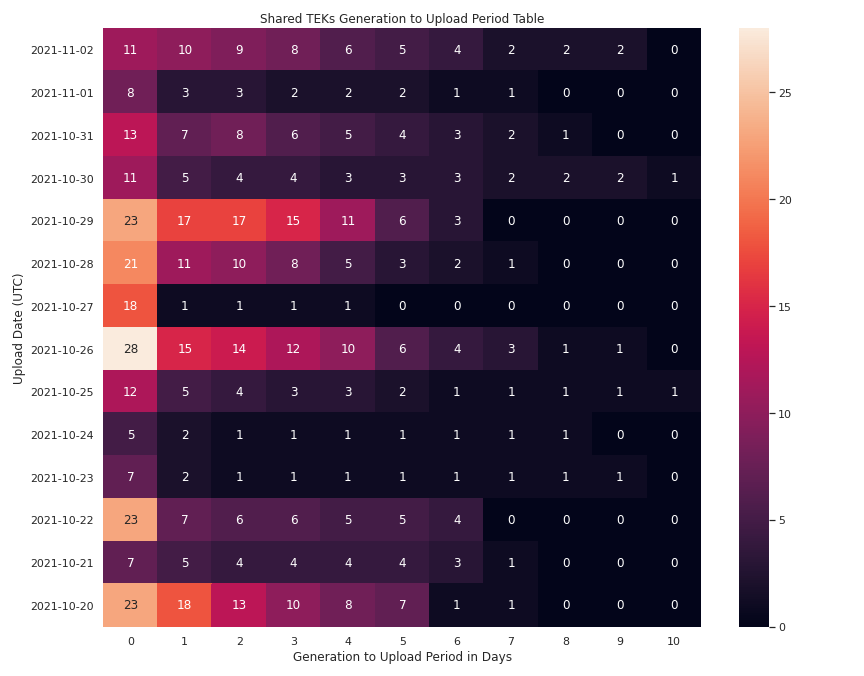 Shared TEKs Generation to Upload Period Table
Upload Date (UTC)
2021-11-02 11 10 9 8 6 5 4 2 2 2 0
2021-11-01 8 3 3 2 2 2 1 1 0 0 0
2021-10-31 13 7 8 6 5 4 3 2 1 0 0
2021-10-30 11 5 4 4 3 3 3 2 2 2 1
2021-10-29 23 17 17 15 11 6 3 0 0 0 0
2021-10-28 21 11 10 8 5 3 2 1 0 0 0
2021-10-27 18 1 1 1 1 0 0 0 0 0 0
2021-10-26 28 15 14 12 10 6 4 3 1 1 0
2021-10-25 12 5 4 3 3 2 1 1 1 1 1
2021-10-24 5 2 1 1 1 1 1 1 1 0 0
2021-10-23 7 2 1 1 1 1 1 1 1 1 0
2021-10-22 23 7 6 6 5 5 4 0 0 0 0
2021-10-21 7 5 4 4 4 4 3 1 0 0 0
2021-10-20 23 18 13 10 8 7 1 1 0 0 0
0 1 2 3 4 5 6 7 8 9 10
Generation to Upload Period in Days
25
20
15
10
5
0